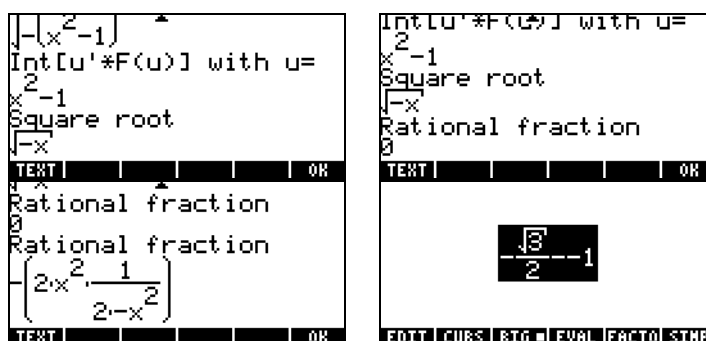 √-(x²-1)
Int[u'*F(u)] with u=
x²-1
Square root
√-x
TEXT OK
Int[u'*F(u)] with u=
x²-1
Square root
√-x
Rational fraction
0
TEXT OK
Rational fraction
0
Rational fraction
-(2·x²·1/(2·-x²))
TEXT OK
-√3/2--1
EDIT CURS BIG■ EVAL FACTO SIMP